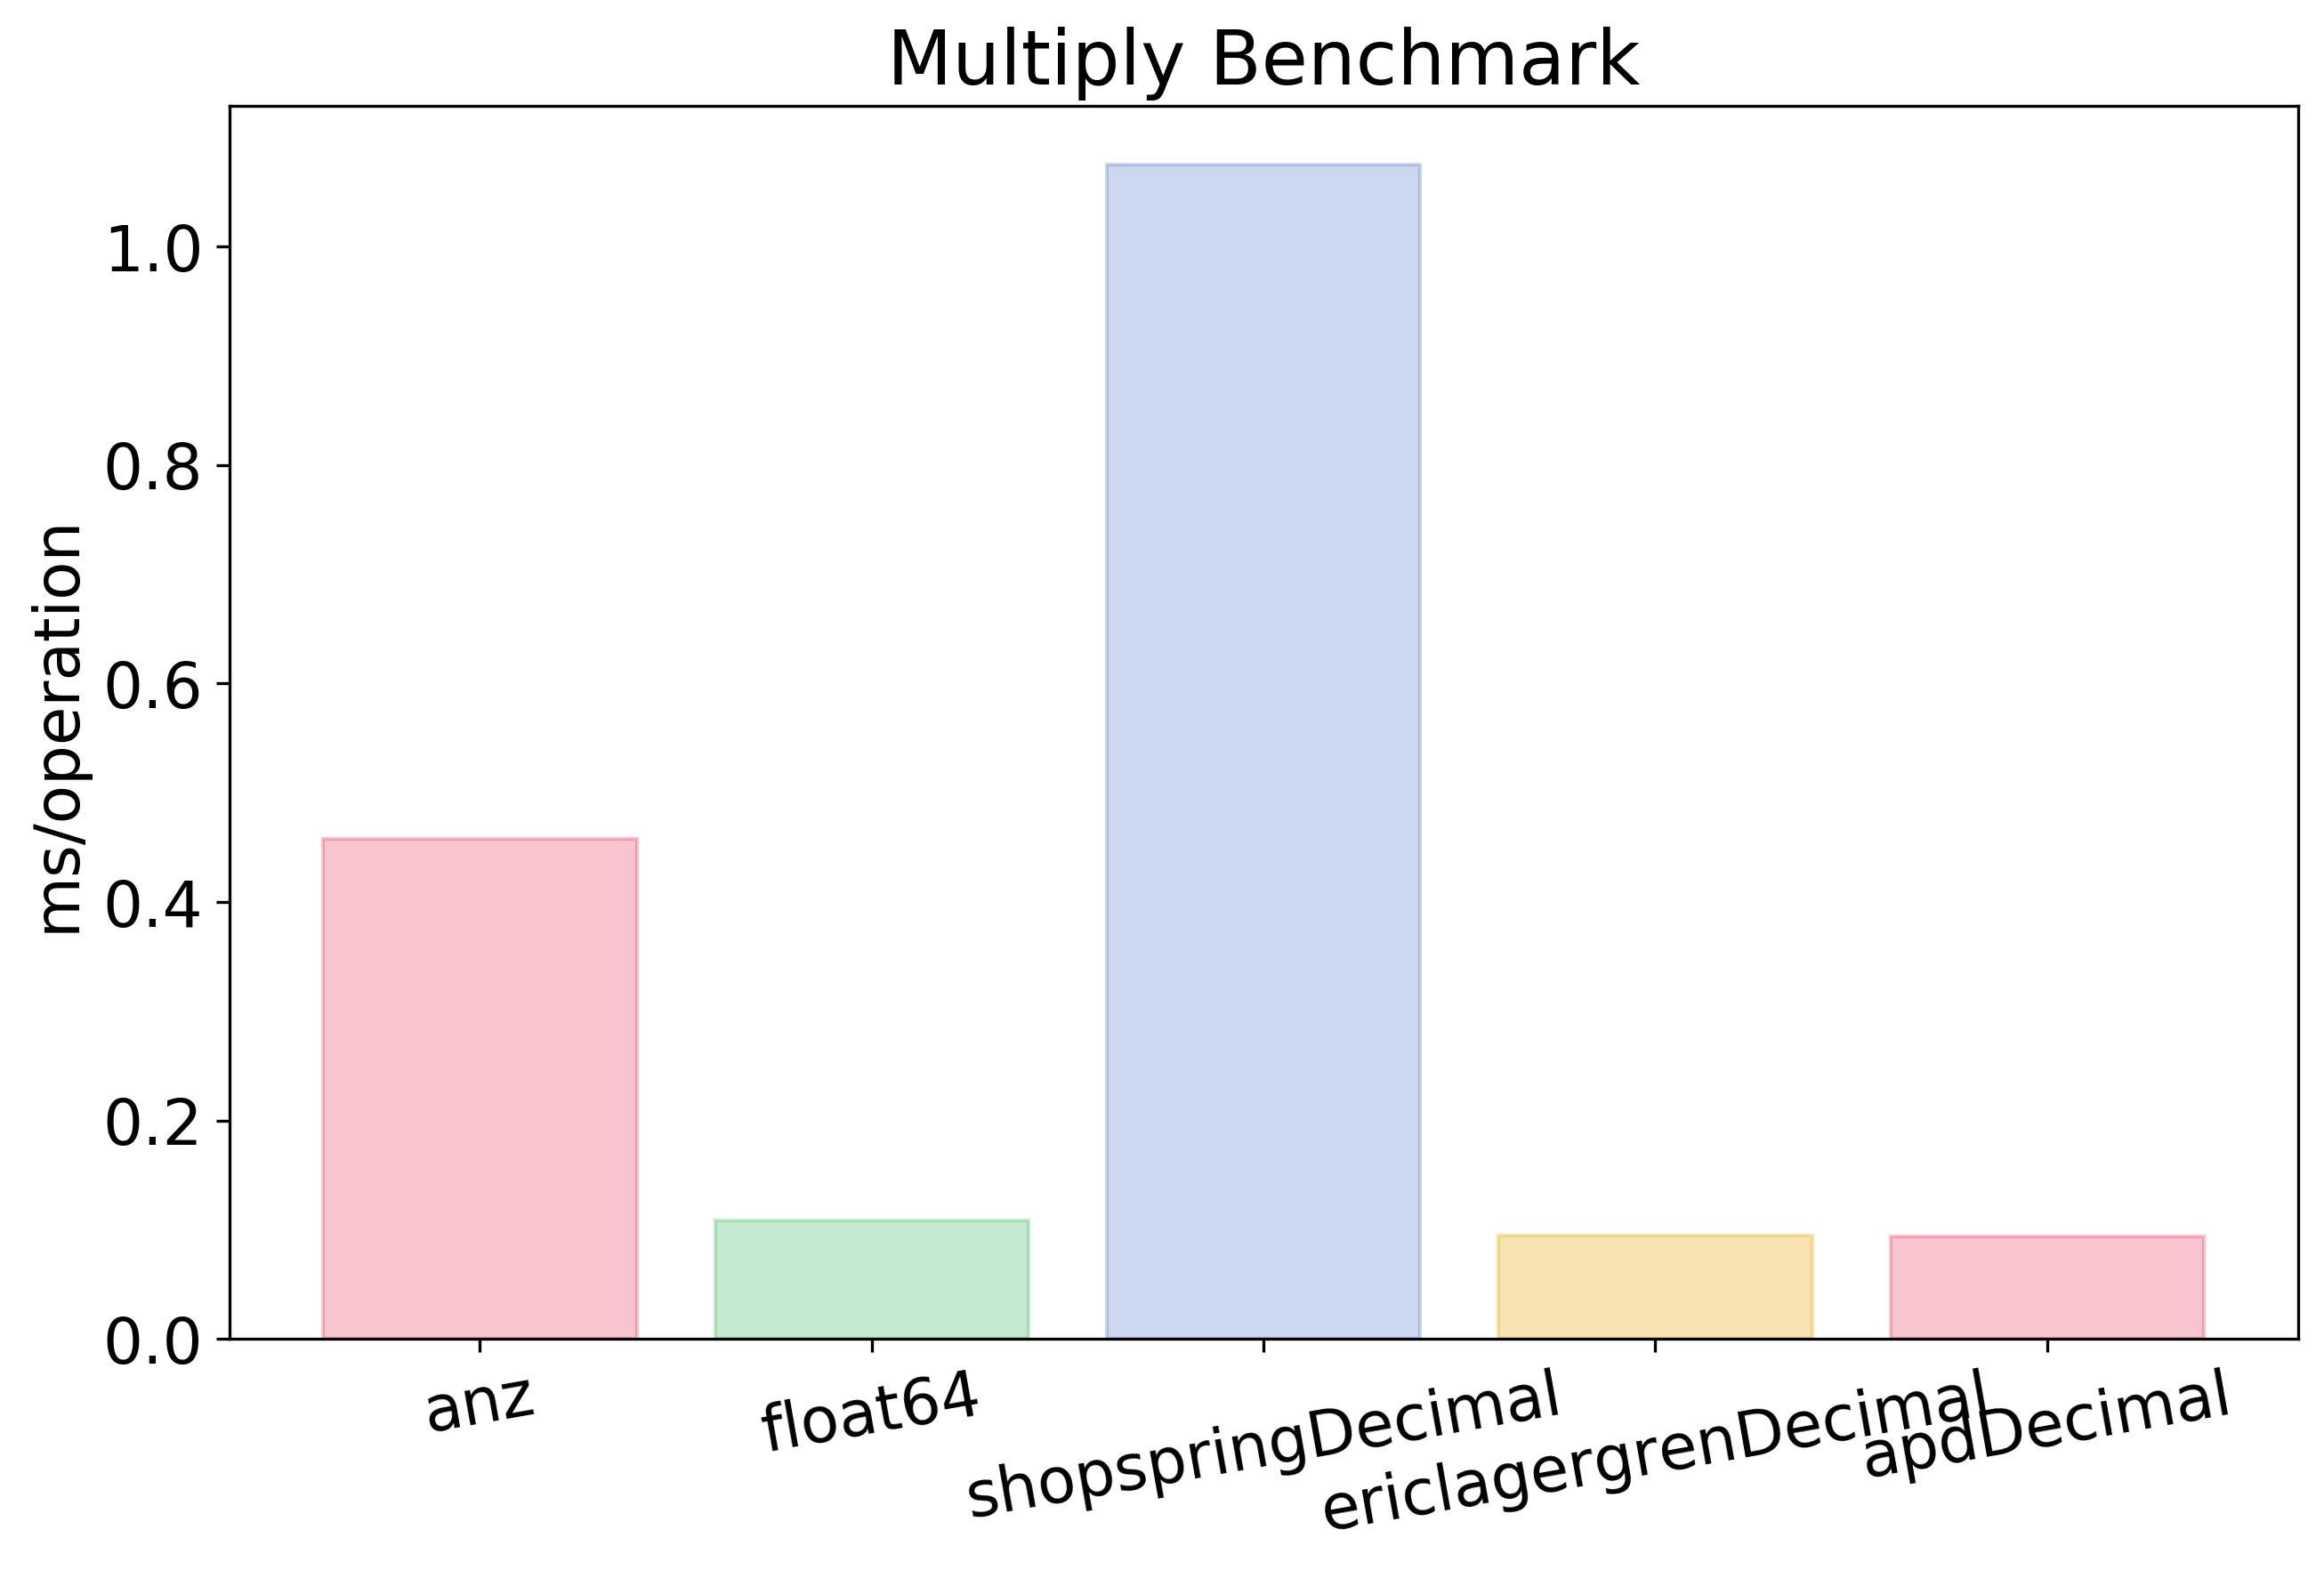 Multiply Benchmark
ms/operation
1.0
0.8
0.6
0.4
0.2
0.0
anz
float64
shopspringDecimal
ericlagergrenDecimal
apdDecimal